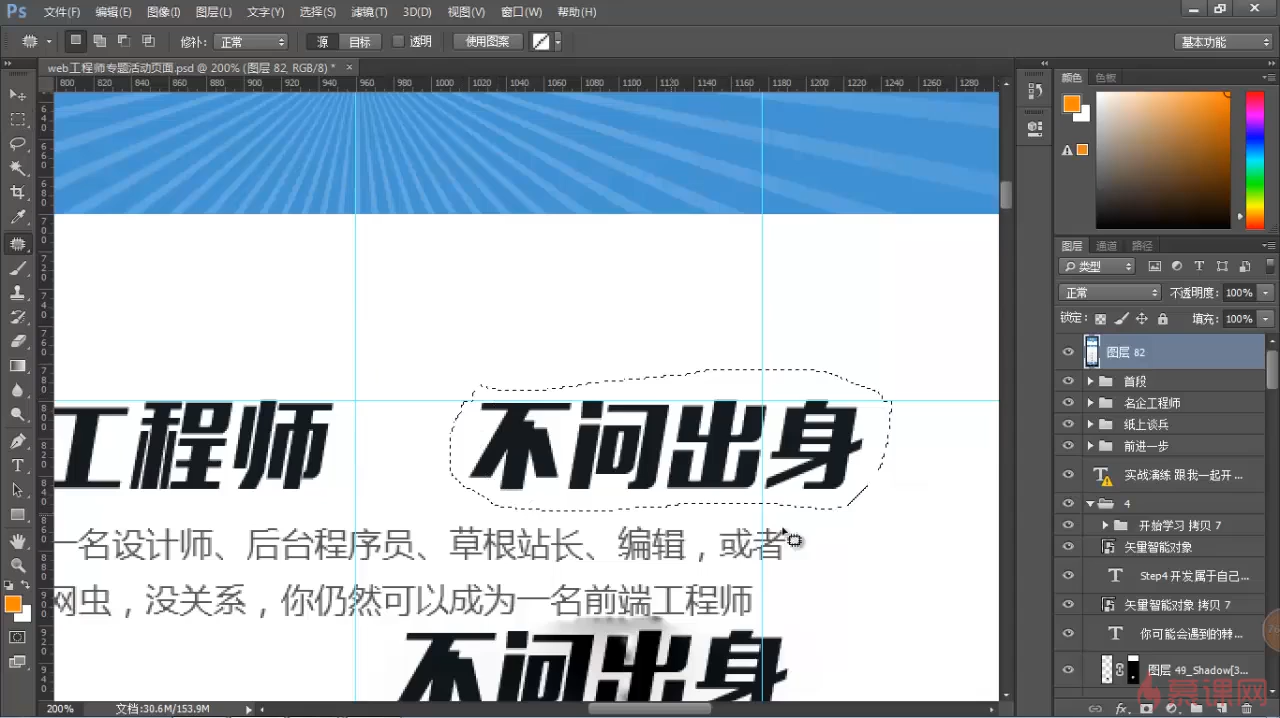 Ps 文件(F) 编辑(E) 图像(I) 图层(L) 文字(Y) 选择(S) 滤镜(T) 3D(D) 视图(V) 窗口(W) 帮助(H)
修补: 正常 源 目标 透明 使用图案 基本功能
web工程师专题活动页面.psd @ 200% (图层 82, RGB/8) * ×
800 820 840 860 880 900 920 940 960 980 1000 1020 1040 1060 1080 1100 1120 1140 1160 1180 1200 1220 1240 1260 1280
颜色 色板
图层 通道 路径
类型
正常 不透明度: 100%
锁定: 填充: 100%
图层 82
首段
名企工程师
纸上谈兵
前进一步
实战演练 跟我一起开 ...
4
开始学习 拷贝 7
矢量智能对象
Step4 开发属于自己...
矢量智能对象 拷贝 7
你可能会遇到的棘...
图层 49_Shadow[3...
工程师 不问出身
一名设计师、后台程序员、草根站长、编辑，或者
网虫，没关系，你仍然可以成为一名前端工程师
不问出身
200% 文档:30.6M/153.9M
慕课网